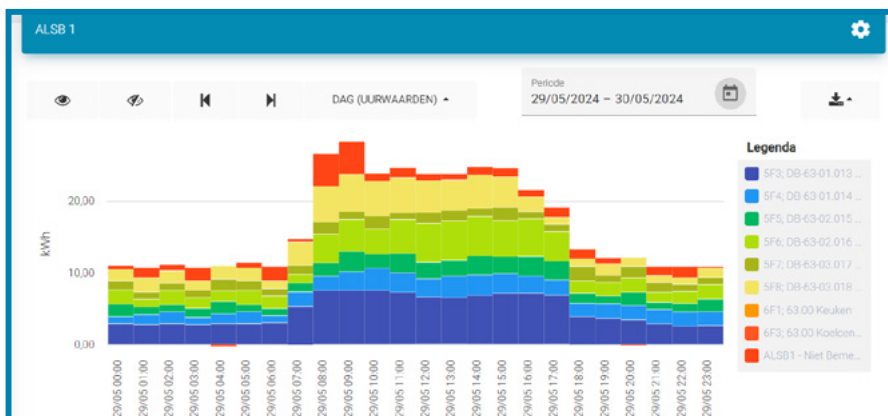 ALSB 1
DAG (UURWAARDEN)
Periode
29/05/2024 – 30/05/2024
Legenda
5F3; DB-63-01.013 ...
5F4; DB-63-01.014 ...
5F5; DB-63-02.015 ...
5F6; DB-63-02.016 ...
5F7; DB-63-03.017 ...
5F8; DB-63-03.018 ...
6F1; 63.00 Keuken
6F3; 63.00 Koelcon...
ALSB1 - Niet Beme...
kWh
20,00
10,00
0,00
29/05 00:00
29/05 01:00
29/05 02:00
29/05 03:00
29/05 04:00
29/05 05:00
29/05 06:00
29/05 07:00
29/05 08:00
29/05 09:00
29/05 10:00
29/05 11:00
29/05 12:00
29/05 13:00
29/05 14:00
29/05 15:00
29/05 16:00
29/05 17:00
29/05 18:00
29/05 19:00
29/05 20:00
29/05 21:00
29/05 22:00
29/05 23:00